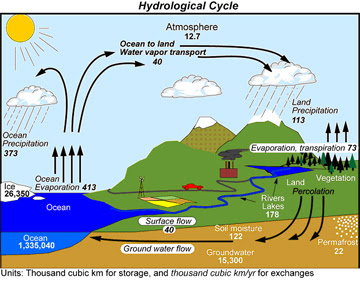 Hydrological Cycle
Atmosphere
12.7
Ocean to land
Water vapor transport
40
Ocean
Precipitation
373
Land
Precipitation
113
Evaporation, transpiration 73
Ice
26,350
Ocean
Evaporation 413
Vegetation
Land
Percolation
Ocean
Rivers
Lakes
178
Surface flow
40
Soil moisture
122
Ocean
1,335,040
Ground water flow
Groundwater
15,300
Permafrost
22
Units: Thousand cubic km for storage, and thousand cubic km/yr for exchanges